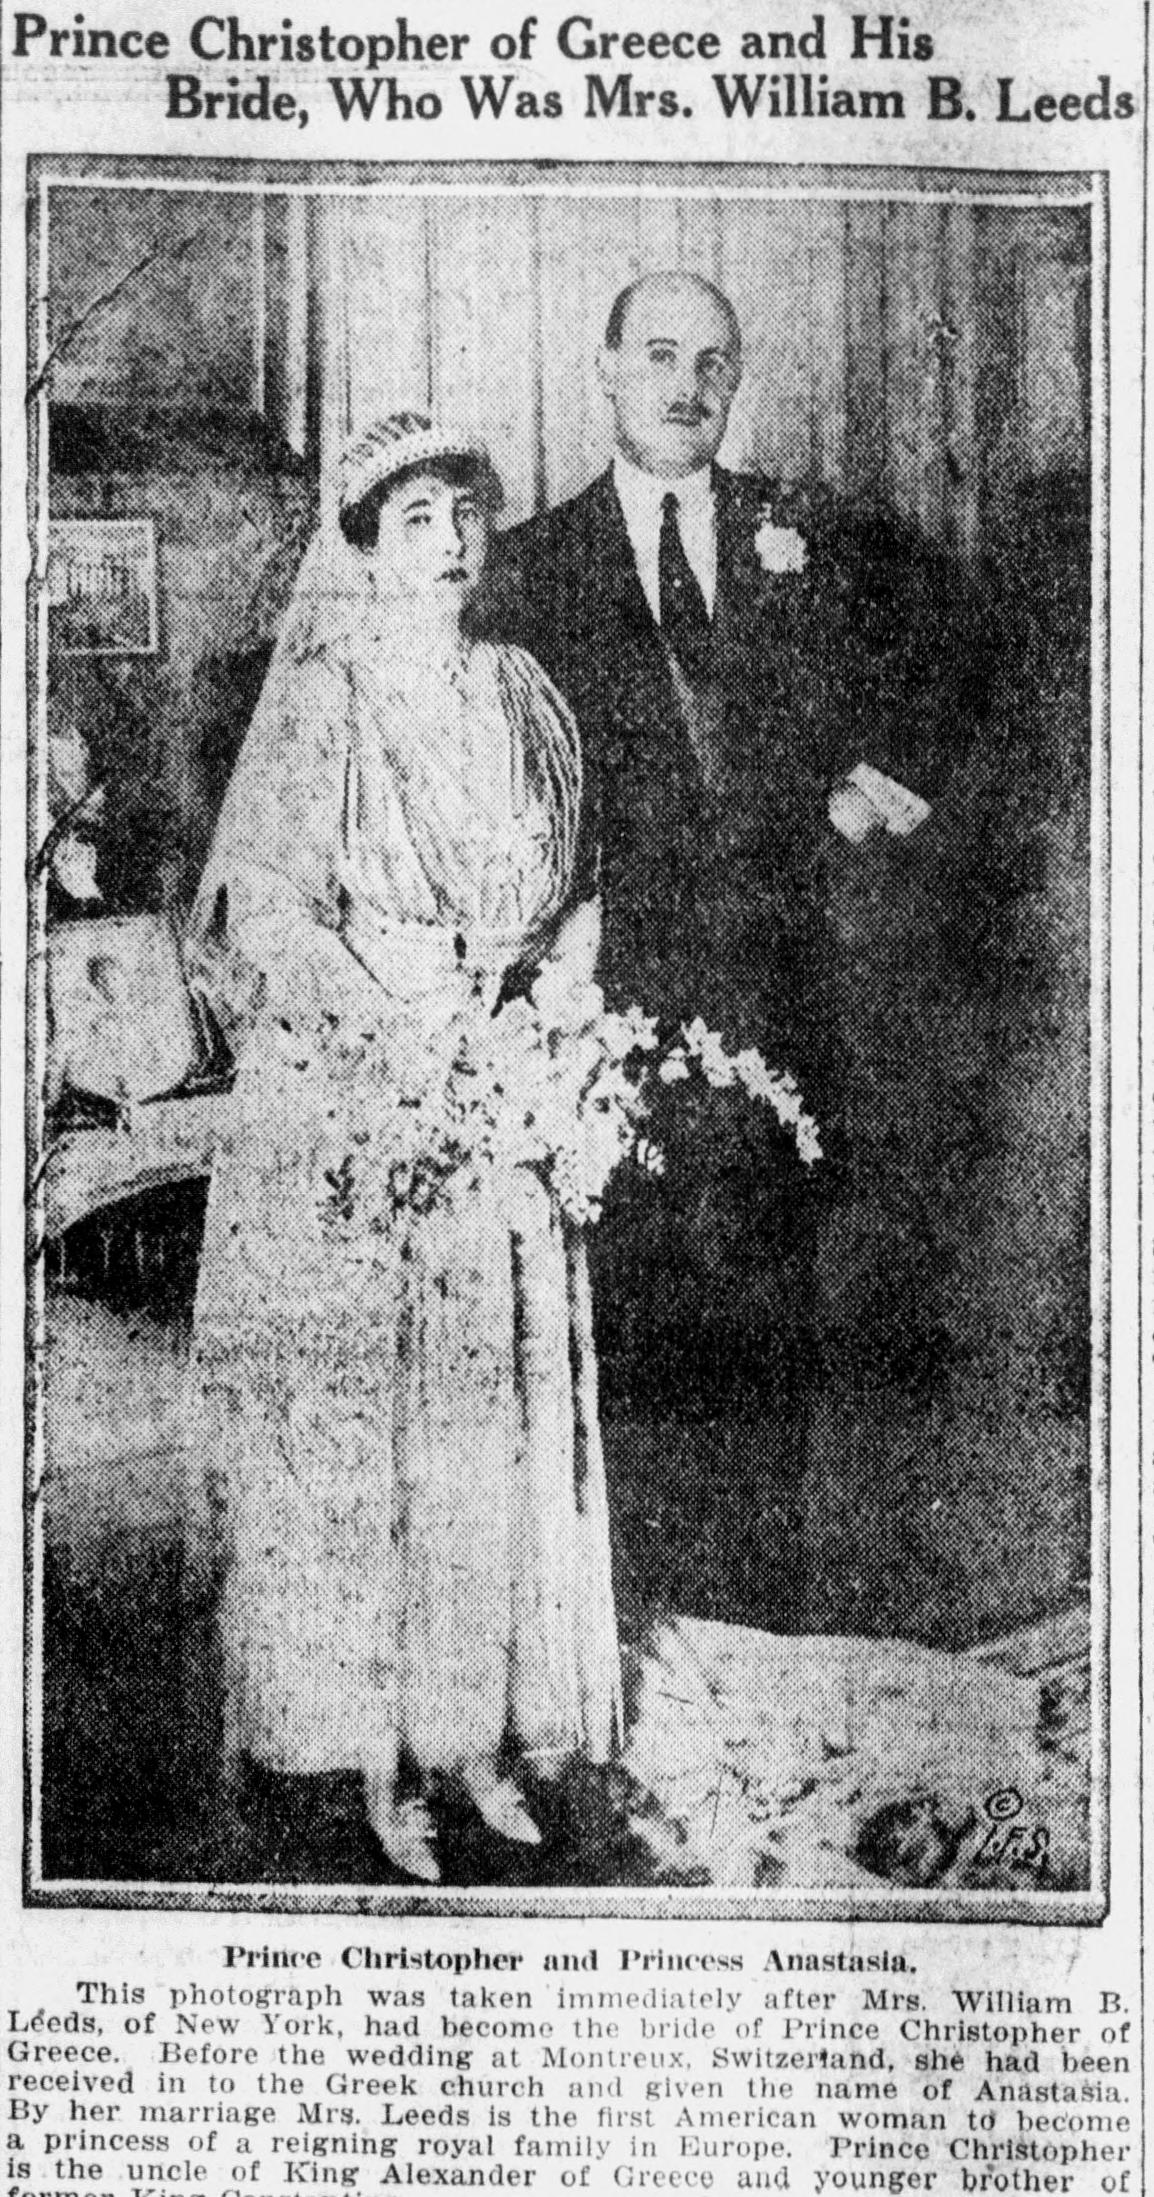 Prince Christopher of Greece and His
Bride, Who Was Mrs. William B. Leeds
©
I.F.S.
Prince Christopher and Princess Anastasia.
This photograph was taken immediately after Mrs. William B.
Leeds, of New York, had become the bride of Prince Christopher of
Greece. Before the wedding at Montreux, Switzerland, she had been
received in to the Greek church and given the name of Anastasia.
By her marriage Mrs. Leeds is the first American woman to become
a princess of a reigning royal family in Europe. Prince Christopher
is the uncle of King Alexander of Greece and younger brother of
former King